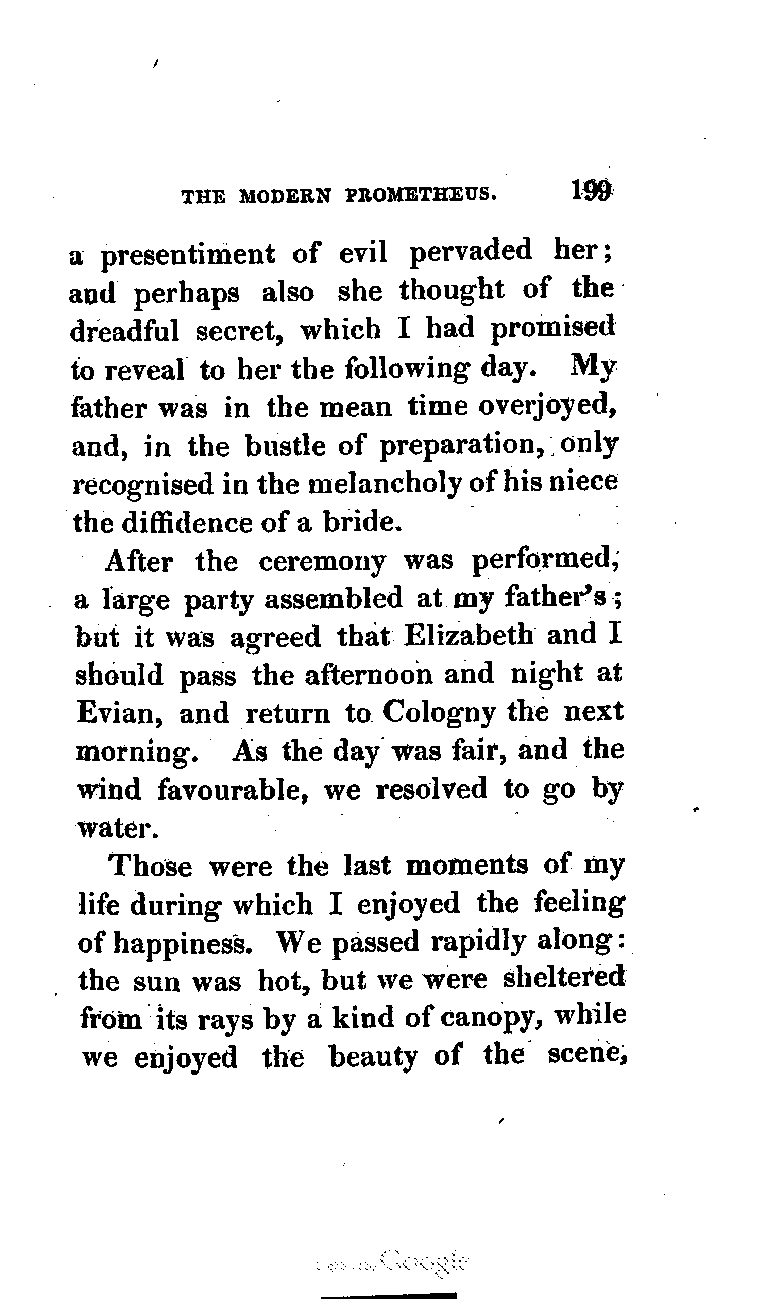 THE MODERN PROMETHEUS. 199
a presentiment of evil pervaded her;
and perhaps also she thought of the
dreadful secret, which I had promised
to reveal to her the following day. My
father was in the mean time overjoyed,
and, in the bustle of preparation, only
recognised in the melancholy of his niece
the diffidence of a bride.
After the ceremony was performed,
a large party assembled at my father's;
but it was agreed that Elizabeth and I
should pass the afternoon and night at
Evian, and return to Cologny the next
morning. As the day was fair, and the
wind favourable, we resolved to go by
water.
Those were the last moments of my
life during which I enjoyed the feeling
of happiness. We passed rapidly along:
the sun was hot, but we were sheltered
from its rays by a kind of canopy, while
we enjoyed the beauty of the scene,
Google